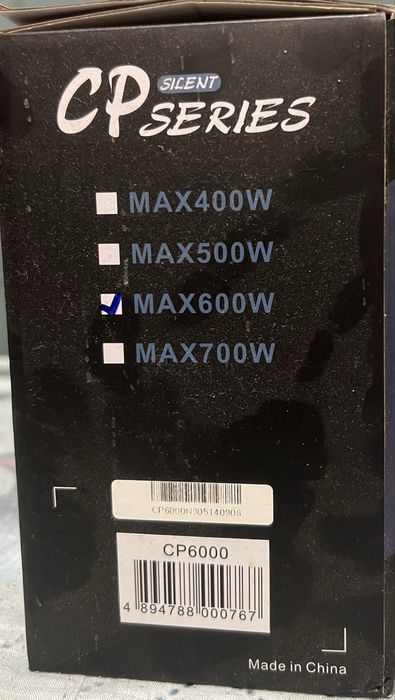 CP SILENT SERIES
MAX400W
MAX500W
MAX600W
MAX700W
CP6000N305140908
CP6000
4 894788 000767
Made in China